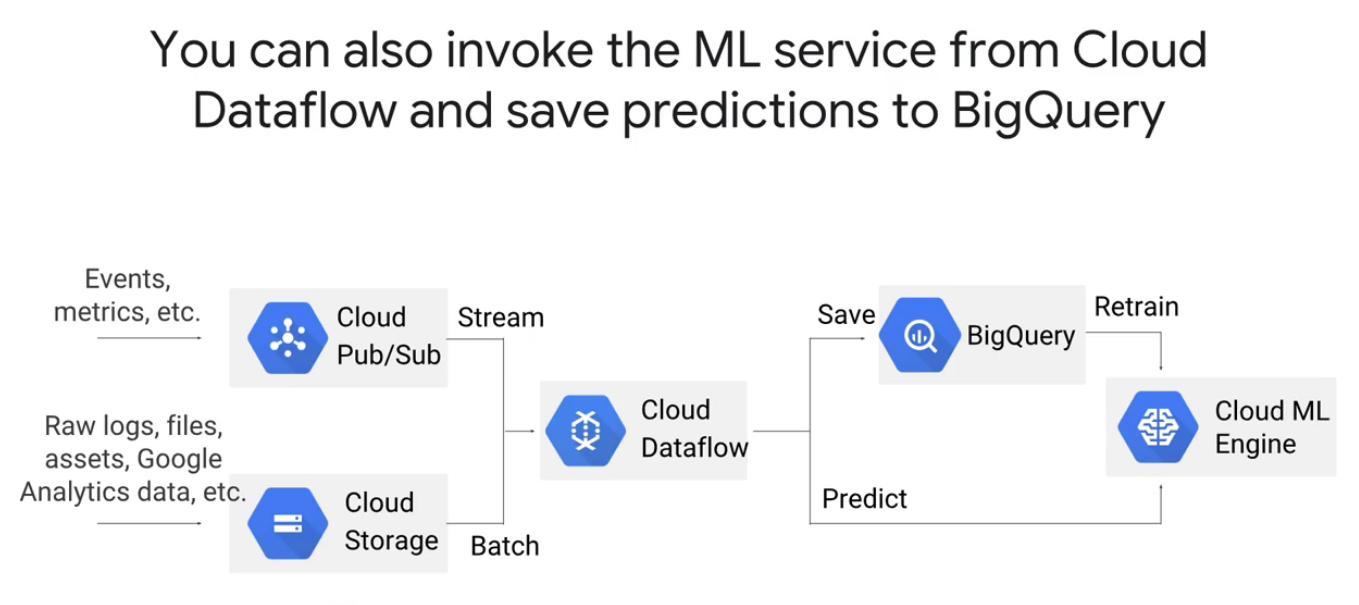 You can also invoke the ML service from Cloud
Dataflow and save predictions to BigQuery
Events,
metrics, etc.
Cloud
Pub/Sub
Stream
Raw logs, files,
assets, Google
Analytics data, etc.
Cloud
Storage
Batch
Cloud
Dataflow
Save
BigQuery
Retrain
Cloud ML
Engine
Predict